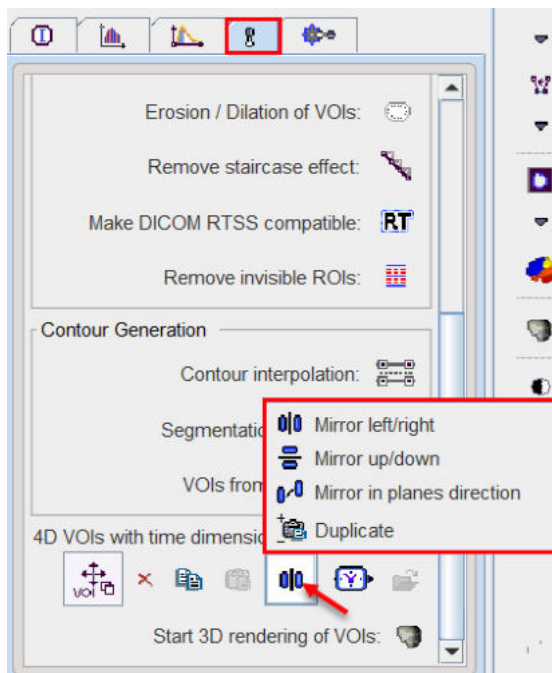 Erosion / Dilation of VOIs:
Remove staircase effect:
Make DICOM RTSS compatible:
RT
Remove invisible ROIs:
Contour Generation
Contour interpolation:
Mirror left/right
Segmentatio
Mirror up/down
VOIs from
Mirror in planes direction
Duplicate
4D VOIs with time dimensio
VOI
Start 3D rendering of VOIs: